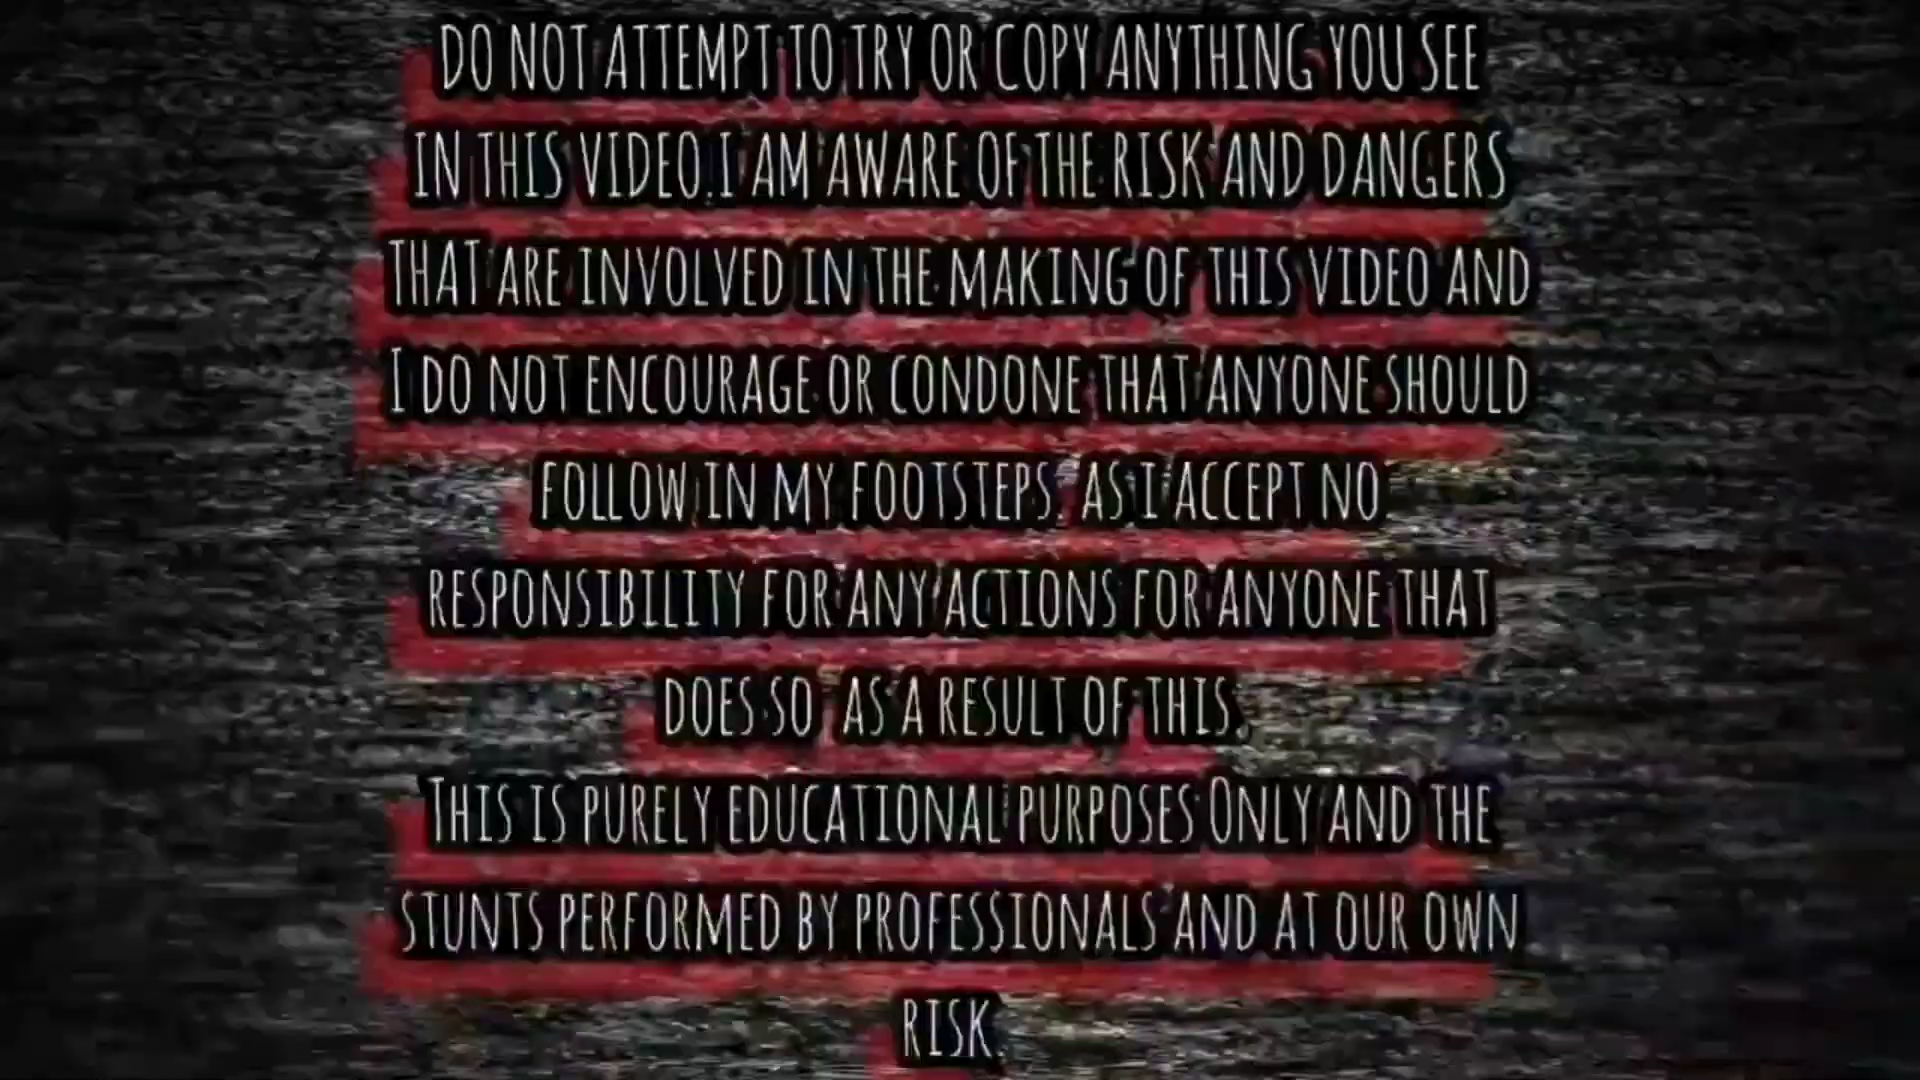 DO NOT ATTEMPT TO TRY OR COPY ANYTHING YOU SEE
IN THIS VIDEO.I AM AWARE OF THE RISK AND DANGERS
THAT ARE INVOLVED IN THE MAKING OF THIS VIDEO AND
I DO NOT ENCOURAGE OR CONDONE THAT ANYONE SHOULD
FOLLOW IN MY FOOTSTEPS. AS I ACCEPT NO
RESPONSIBILITY FOR ANY ACTIONS FOR ANYONE THAT
DOES SO AS A RESULT OF THIS.
THIS IS PURELY EDUCATIONAL PURPOSES ONLY AND THE
STUNTS PERFORMED BY PROFESSIONALS AND AT OUR OWN
RISK.